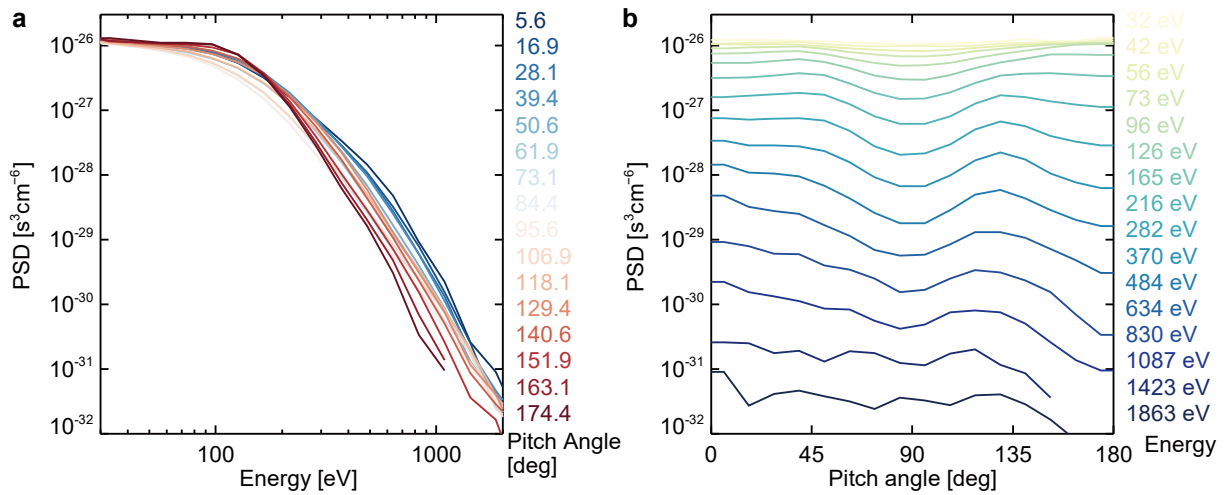 a
PSD [s³cm⁻⁶]
10⁻²⁶
10⁻²⁷
10⁻²⁸
10⁻²⁹
10⁻³⁰
10⁻³¹
10⁻³²
100
1000
Energy [eV]
5.6
16.9
28.1
39.4
50.6
61.9
73.1
84.4
95.6
106.9
118.1
129.4
140.6
151.9
163.1
174.4
Pitch Angle
[deg]
b
PSD [s³cm⁻⁶]
10⁻²⁶
10⁻²⁷
10⁻²⁸
10⁻²⁹
10⁻³⁰
10⁻³¹
10⁻³²
0
45
90
135
180
Pitch angle [deg]
32 eV
42 eV
56 eV
73 eV
96 eV
126 eV
165 eV
216 eV
282 eV
370 eV
484 eV
634 eV
830 eV
1087 eV
1423 eV
1863 eV
Energy